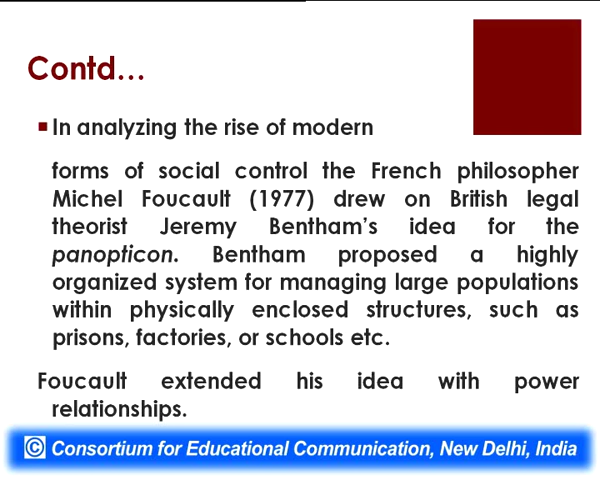 Contd...
In analyzing the rise of modern
forms of social control the French philosopher
Michel Foucault (1977) drew on British legal
theorist Jeremy Bentham's idea for the
panopticon. Bentham proposed a highly
organized system for managing large populations
within physically enclosed structures, such as
prisons, factories, or schools etc.
Foucault extended his idea with power
relationships.
© Consortium for Educational Communication, New Delhi, India